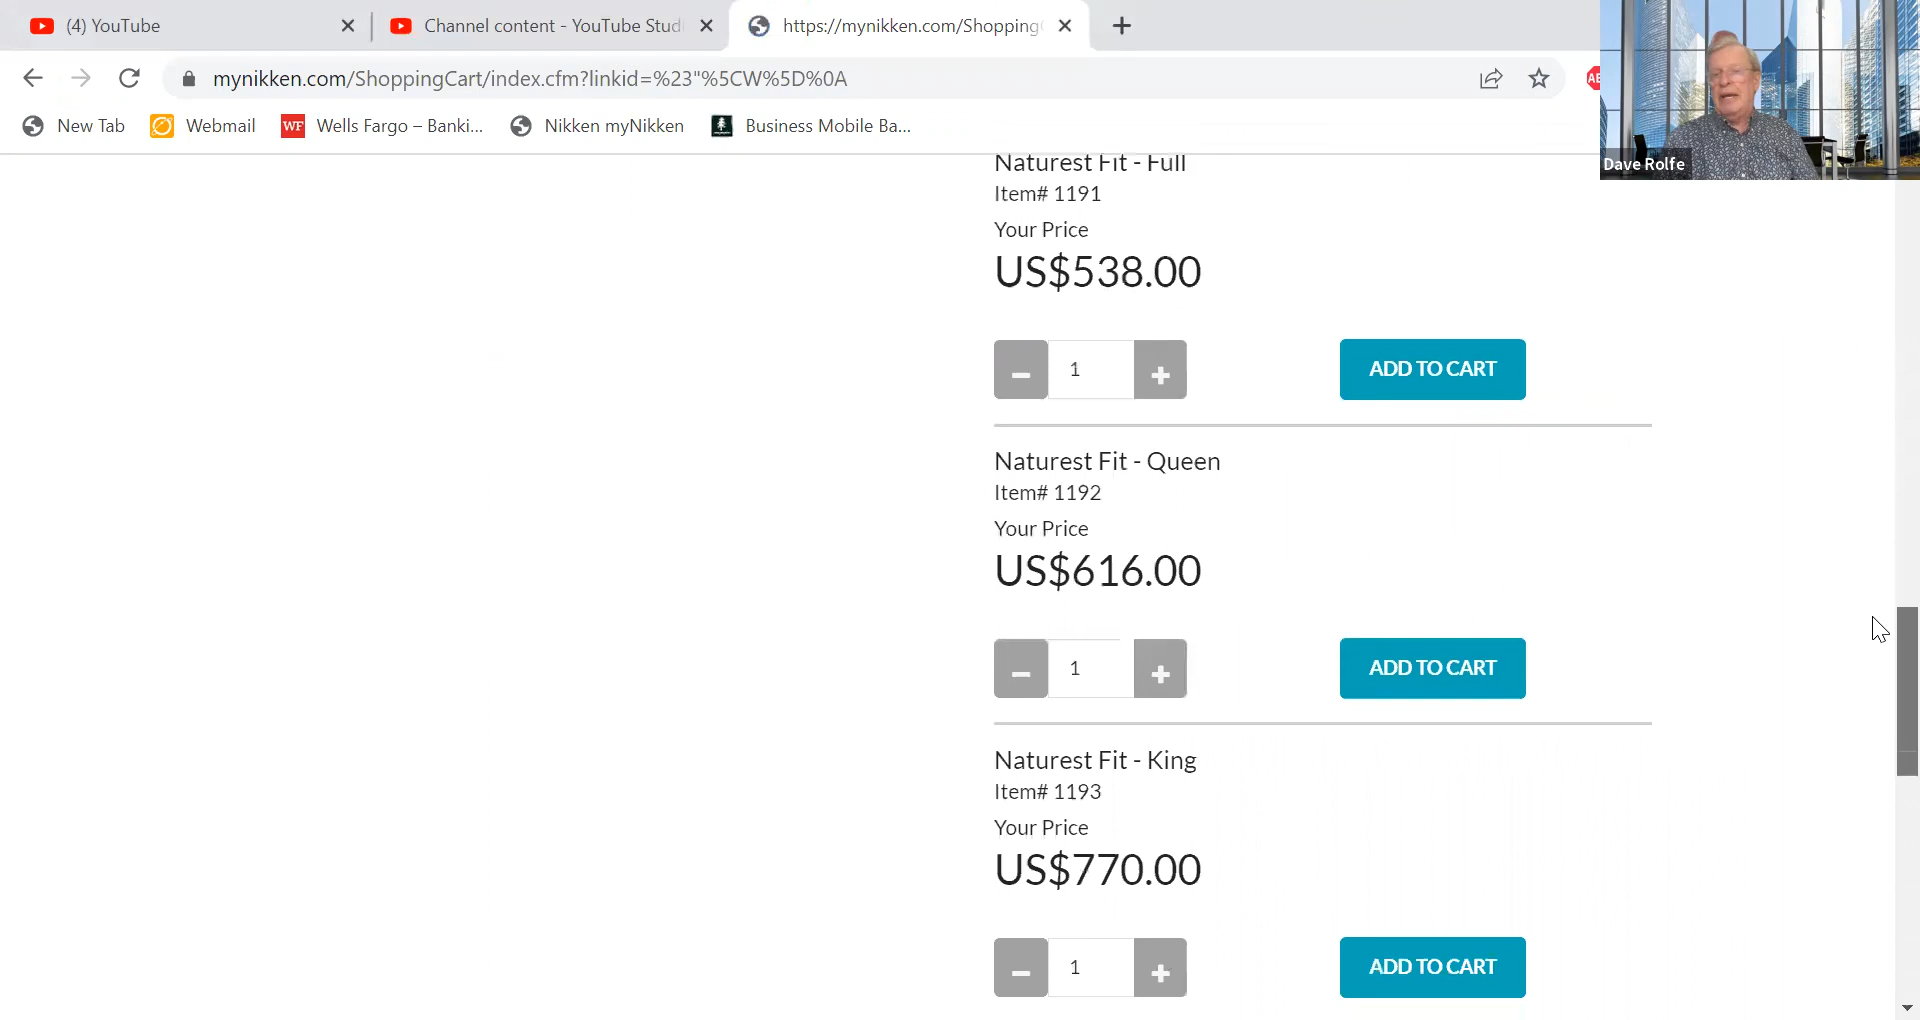 (4) YouTube
Channel content - YouTube Stud
https://mynikken.com/Shopping
mynikken.com/ShoppingCart/index.cfm?linkid=%23"%5CW%5D%0A
New Tab
Webmail
WF
Wells Fargo – Banki...
Nikken myNikken
Business Mobile Ba...
Dave Rolfe
Naturest Fit - Full
Item# 1191
Your Price
US$538.00
1
ADD TO CART
Naturest Fit - Queen
Item# 1192
Your Price
US$616.00
1
ADD TO CART
Naturest Fit - King
Item# 1193
Your Price
US$770.00
1
ADD TO CART